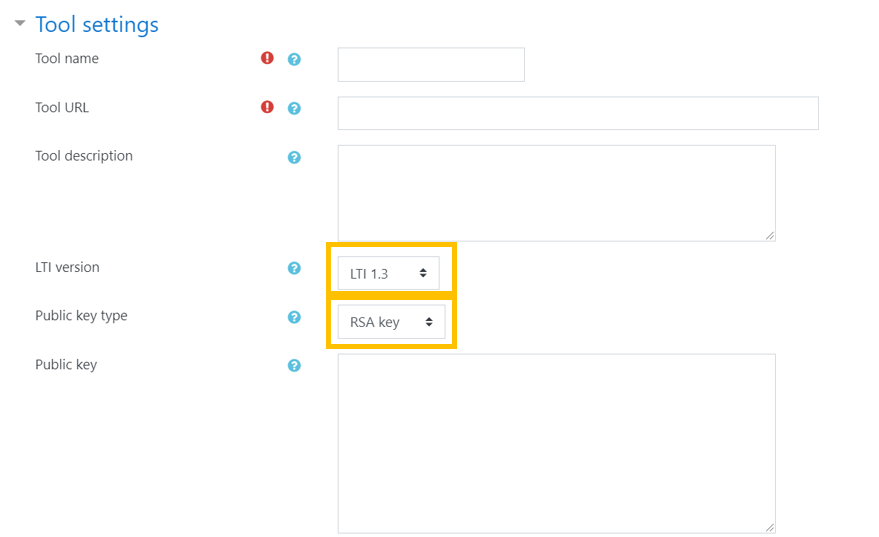 Tool settings
Tool name
Tool URL
Tool description
LTI version
LTI 1.3
Public key type
RSA key
Public key